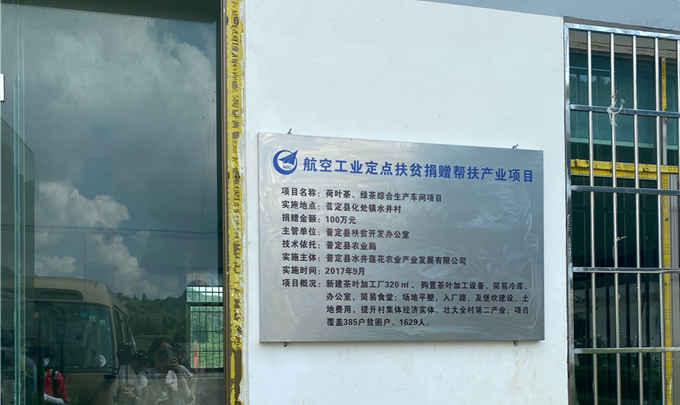 航空工业定点扶贫捐赠帮扶产业项目
项目名称：荷叶茶、绿茶综合生产车间项目
实施地点：普定县化处镇水井村
捐赠金额：100万元
主管单位：普定县扶贫开发办公室
技术依托：普定县农业局
实施主体：普定县水井莲花农业产业发展有限公司
实施时间：2017年9月
项目概况：新建茶叶加工厂320㎡、购置茶叶加工设备、简易冷库、
办公室，简易食堂；场地平整、入厂路、及堡坎建设，土
地费用，提升村集体经济实体，壮大全村第二产业；项目
覆盖385户贫困户、1629人。